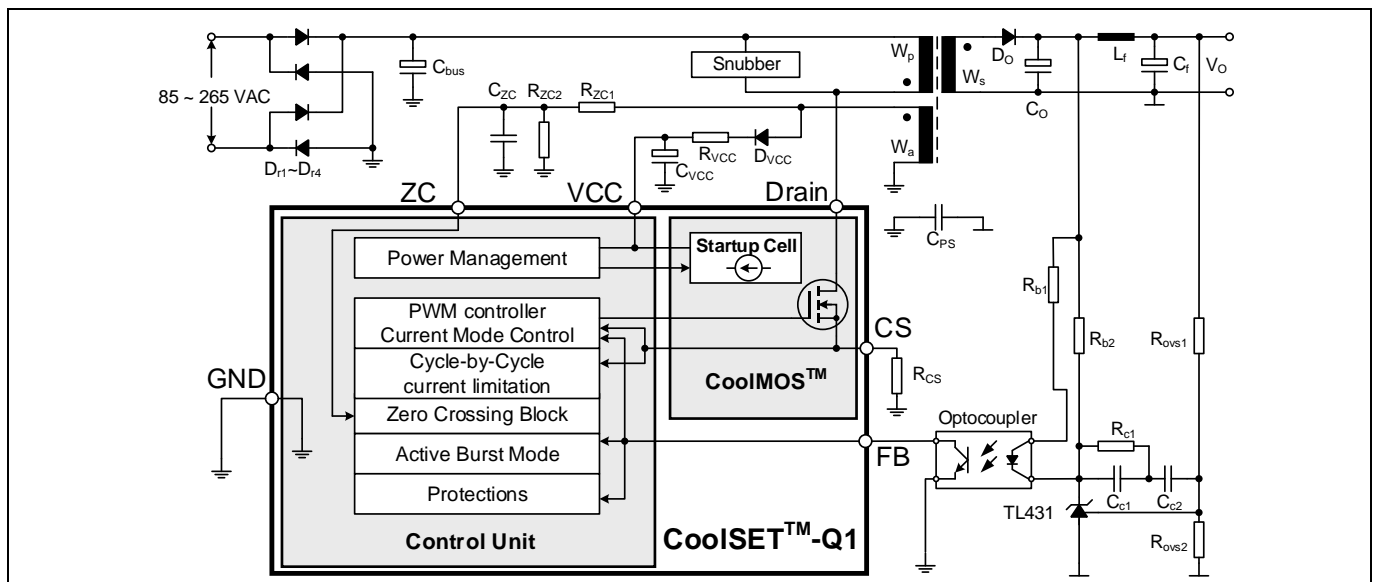 Snubber
85 ~ 265 VAC
Cbus
Wp
Ws
DO
CO
Lf
Cf
VO
CZC
RZC2
RZC1
Dr1~Dr4
CVCC
RVCC
DVCC
Wa
ZC
VCC
Drain
CPS
Power Management
Startup Cell
PWM controller
Current Mode Control
Cycle-by-Cycle
current limitation
Zero Crossing Block
Active Burst Mode
Protections
Control Unit
CoolMOS™
CoolSET™-Q1
GND
CS
RCS
FB
Optocoupler
Rb1
Rb2
Rovs1
Rc1
Cc1
Cc2
TL431
Rovs2